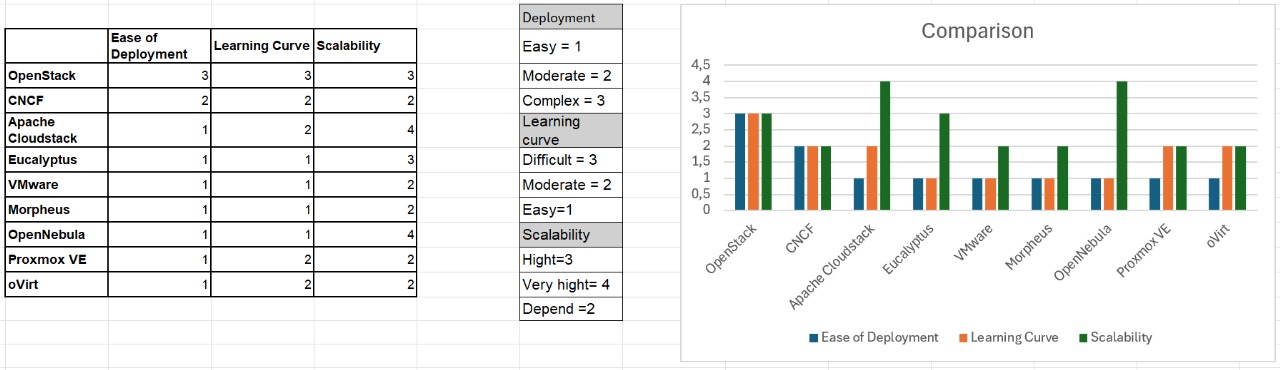 Ease of
Deployment
Learning Curve
Scalability
OpenStack 3 3 3
CNCF 2 2 2
Apache
Cloudstack 1 2 4
Eucalyptus 1 1 3
VMware 1 1 2
Morpheus 1 1 2
OpenNebula 1 1 4
Proxmox VE 1 2 2
oVirt 1 2 2
Deployment
Easy = 1
Moderate = 2
Complex = 3
Learning
curve
Difficult = 3
Moderate = 2
Easy=1
Scalability
Hight=3
Very hight= 4
Depend =2
Comparison
4,5
4
3,5
3
2,5
2
1,5
1
0,5
0
OpenStack
CNCF
Apache Cloudstack
Eucalyptus
VMware
Morpheus
OpenNebula
Proxmox VE
oVirt
Ease of Deployment
Learning Curve
Scalability